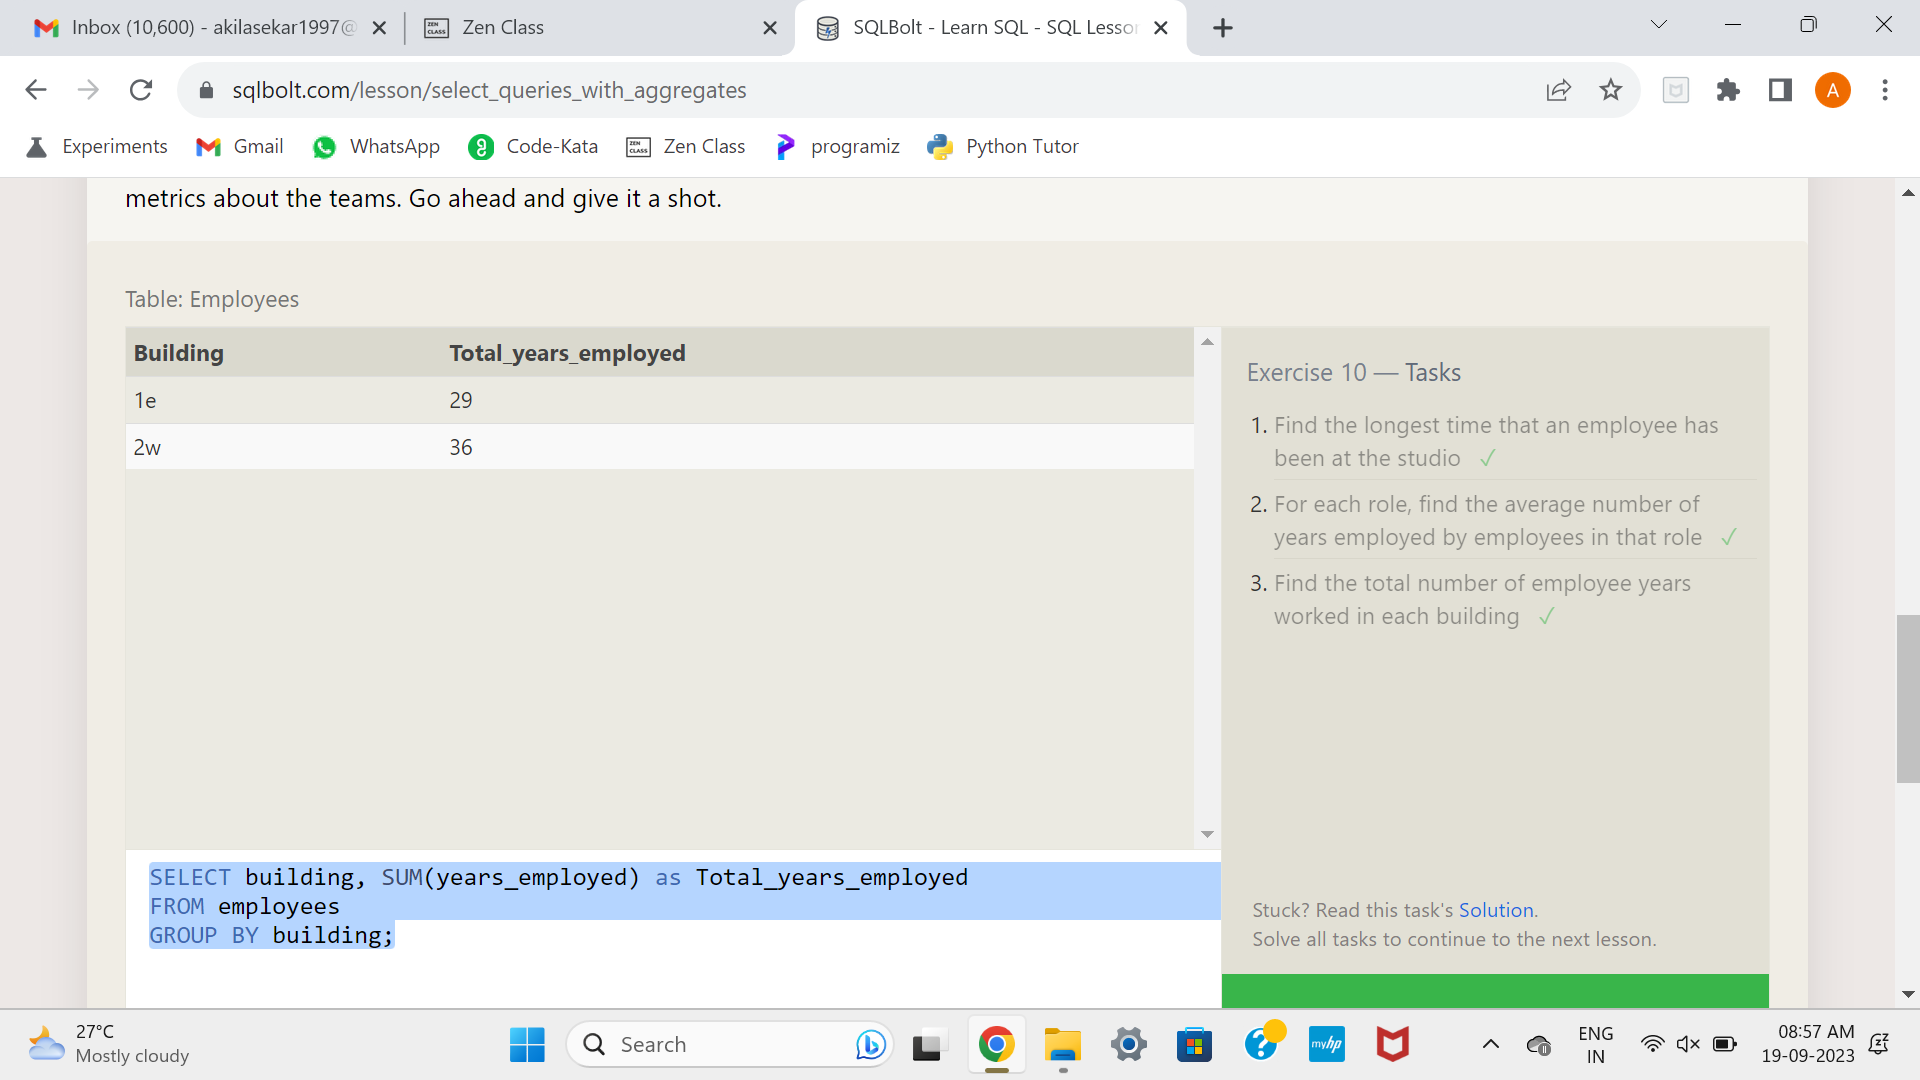 Inbox (10,600) - akilasekar1997@
Zen Class
SQLBolt - Learn SQL - SQL Lesson
sqlbolt.com/lesson/select_queries_with_aggregates
A
Experiments
Gmail
WhatsApp
Code-Kata
Zen Class
programiz
Python Tutor
metrics about the teams. Go ahead and give it a shot.
Table: Employees
Building Total_years_employed
1e 29
2w 36
Exercise 10 — Tasks
1. Find the longest time that an employee has
been at the studio ✓
2. For each role, find the average number of
years employed by employees in that role ✓
3. Find the total number of employee years
worked in each building ✓
SELECT building, SUM(years_employed) as Total_years_employed
FROM employees
GROUP BY building;
Stuck? Read this task's Solution.
Solve all tasks to continue to the next lesson.
27°C
Mostly cloudy
Search
myhp
ENG
IN
08:57 AM
19-09-2023